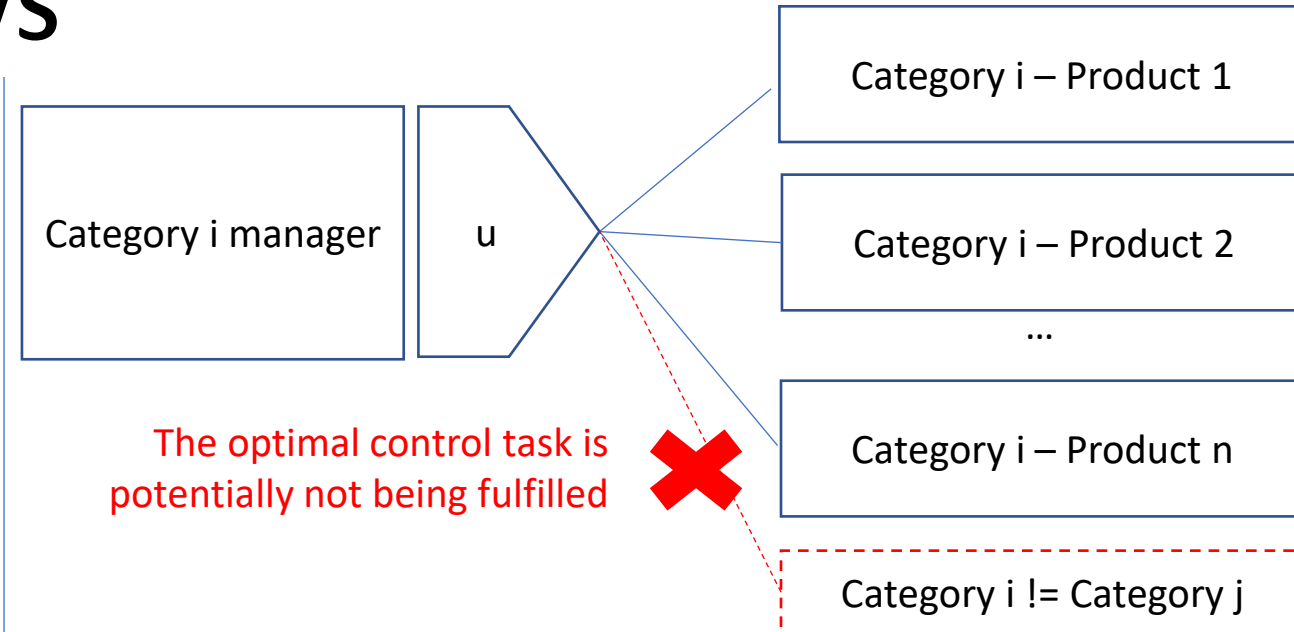 Category i – Product 1
Category i manager
u
Category i – Product 2
...
The optimal control task is
potentially not being fulfilled
Category i – Product n
Category i != Category j